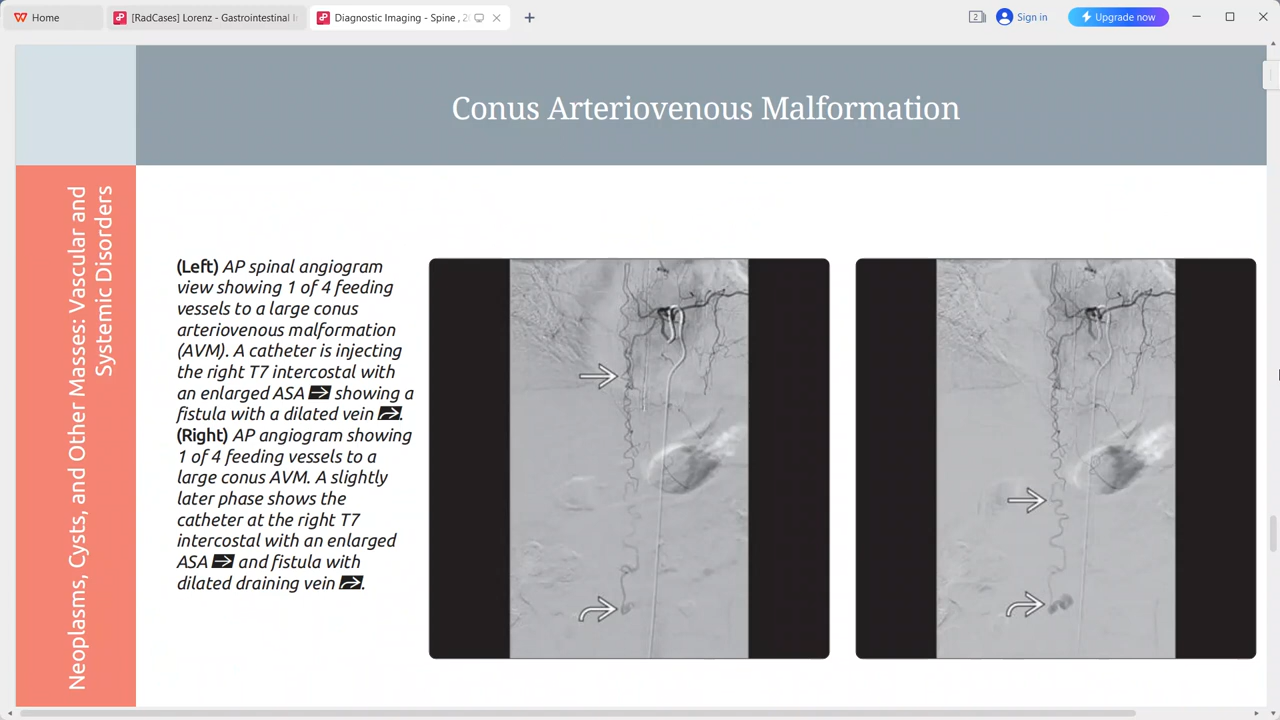 Home
[RadCases] Lorenz - Gastrointestinal I
Diagnostic Imaging - Spine , 2
2
Sign in
Upgrade now
Conus Arteriovenous Malformation
Neoplasms, Cysts, and Other Masses: Vascular and
Systemic Disorders
(Left) AP spinal angiogram
view showing 1 of 4 feeding
vessels to a large conus
arteriovenous malformation
(AVM). A catheter is injecting
the right T7 intercostal with
an enlarged ASA showing a
fistula with a dilated vein .
(Right) AP angiogram showing
1 of 4 feeding vessels to a
large conus AVM. A slightly
later phase shows the
catheter at the right T7
intercostal with an enlarged
ASA and fistula with
dilated draining vein .